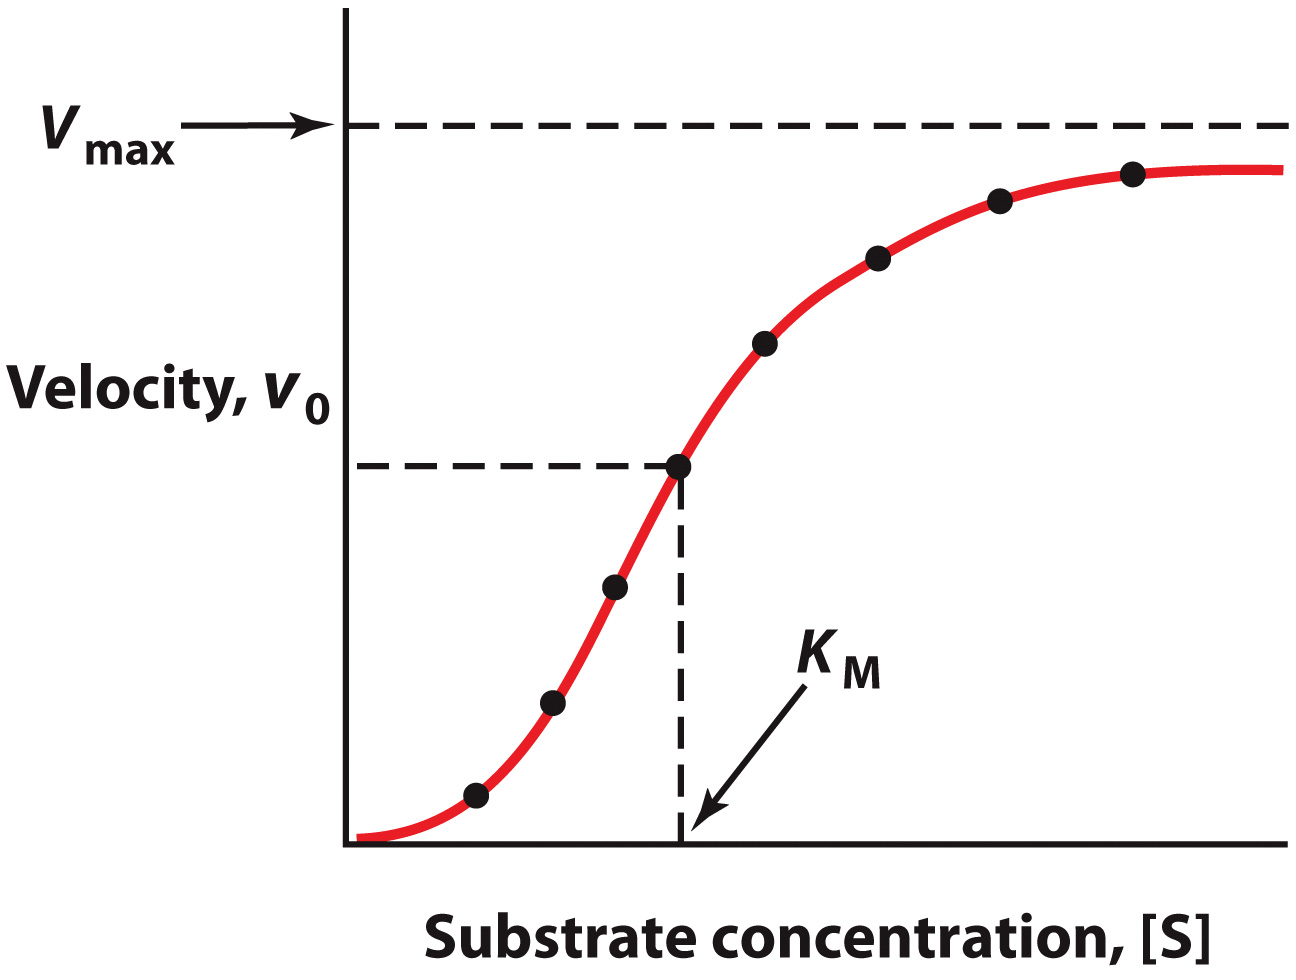 Vmax
Velocity, v0
KM
Substrate concentration, [S]